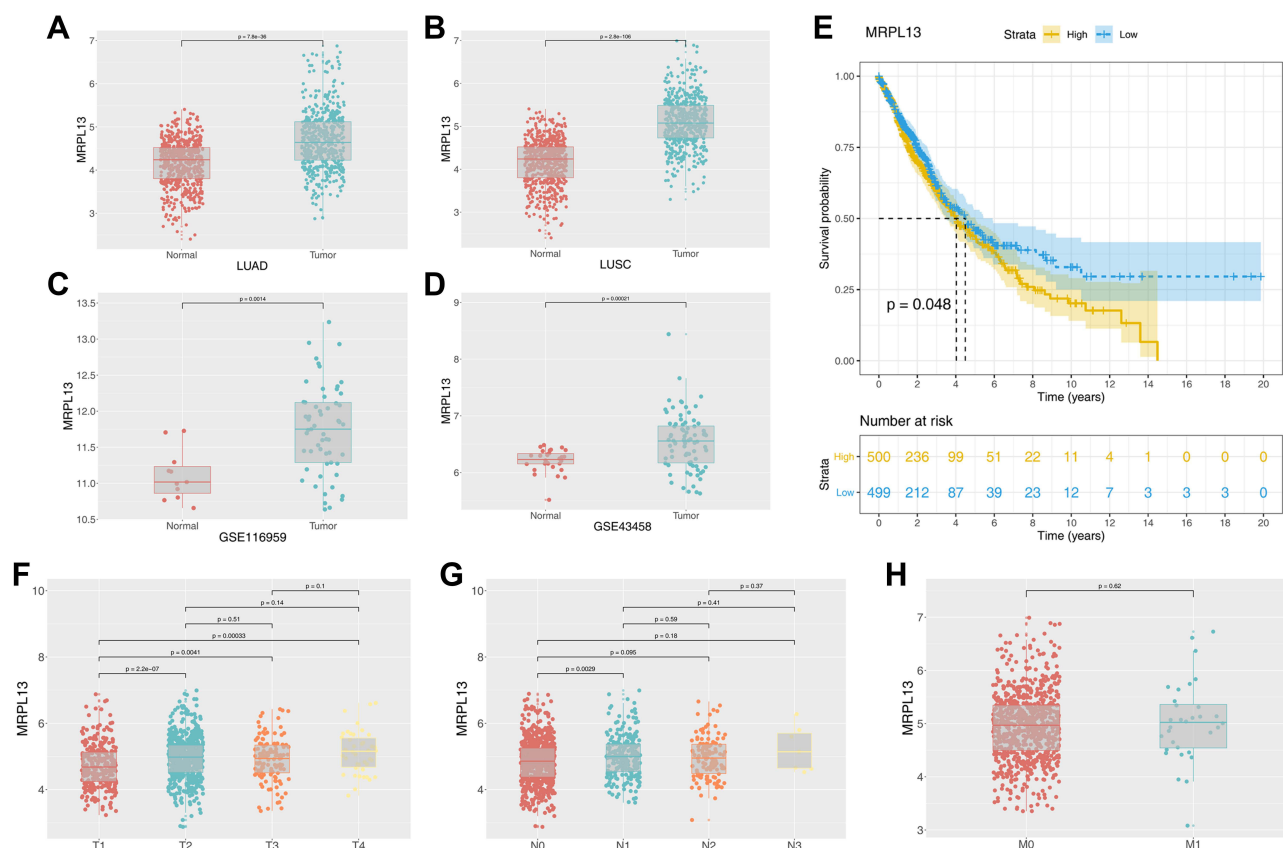 A
p = 7.8e−36
7
6
5
4
3
MRPL13
Normal
Tumor
LUAD
B
p = 2.8e−106
7
6
5
4
3
MRPL13
Normal
Tumor
LUSC
C
p = 0.0014
13.5
13.0
12.5
12.0
11.5
11.0
10.5
MRPL13
Normal
Tumor
GSE116959
D
p = 0.00021
9
8
7
6
MRPL13
Normal
Tumor
GSE43458
E
MRPL13
Strata High Low
1.00
0.75
0.50
0.25
0.00
Survival probability
p = 0.048
0 2 4 6 8 10 12 14 16 18 20
Time (years)
Number at risk
Strata
High 500 236 99 51 22 11 4 1 0 0 0
Low 499 212 87 39 23 12 7 3 3 3 0
0 2 4 6 8 10 12 14 16 18 20
Time (years)
F
p = 0.1
p = 0.14
p = 0.51
p = 0.00033
p = 0.0041
p = 2.2e−07
10
8
6
4
MRPL13
T1 T2 T3 T4
G
p = 0.37
p = 0.41
p = 0.59
p = 0.18
p = 0.095
p = 0.0029
10
8
6
4
MRPL13
N0 N1 N2 N3
H
p = 0.62
7
6
5
4
3
MRPL13
M0 M1